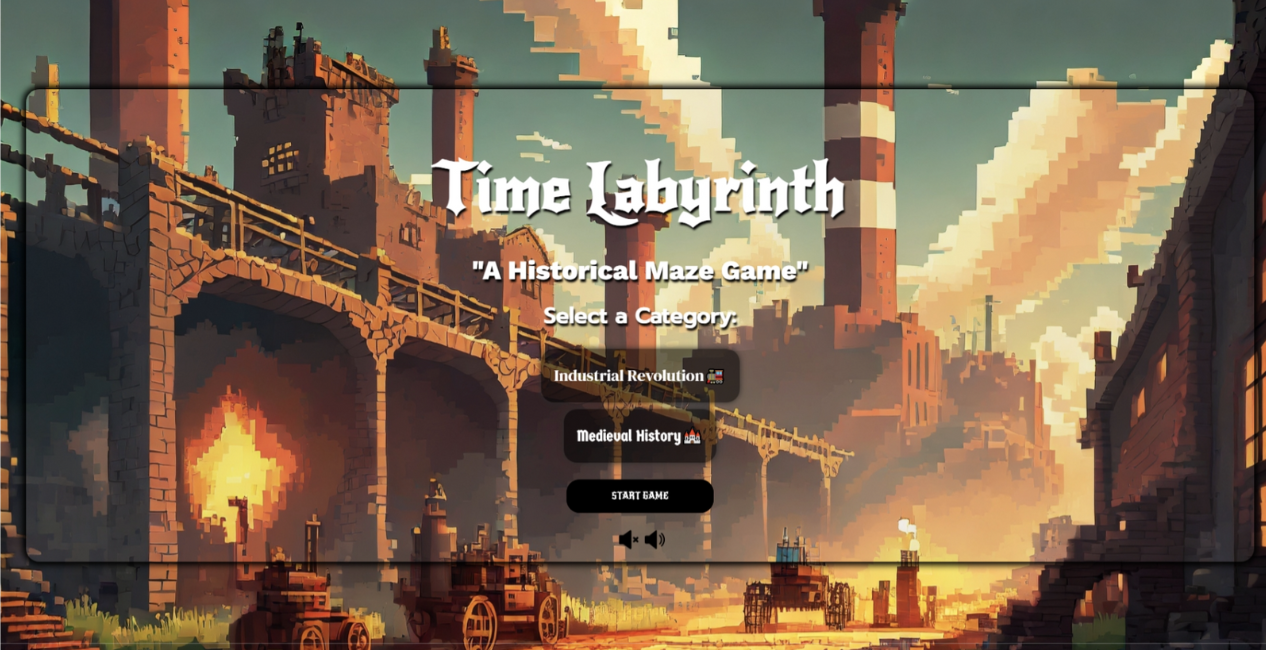 Time Labyrinth
"A Historical Maze Game"
Select a Category:
Industrial Revolution
Medieval History
START GAME